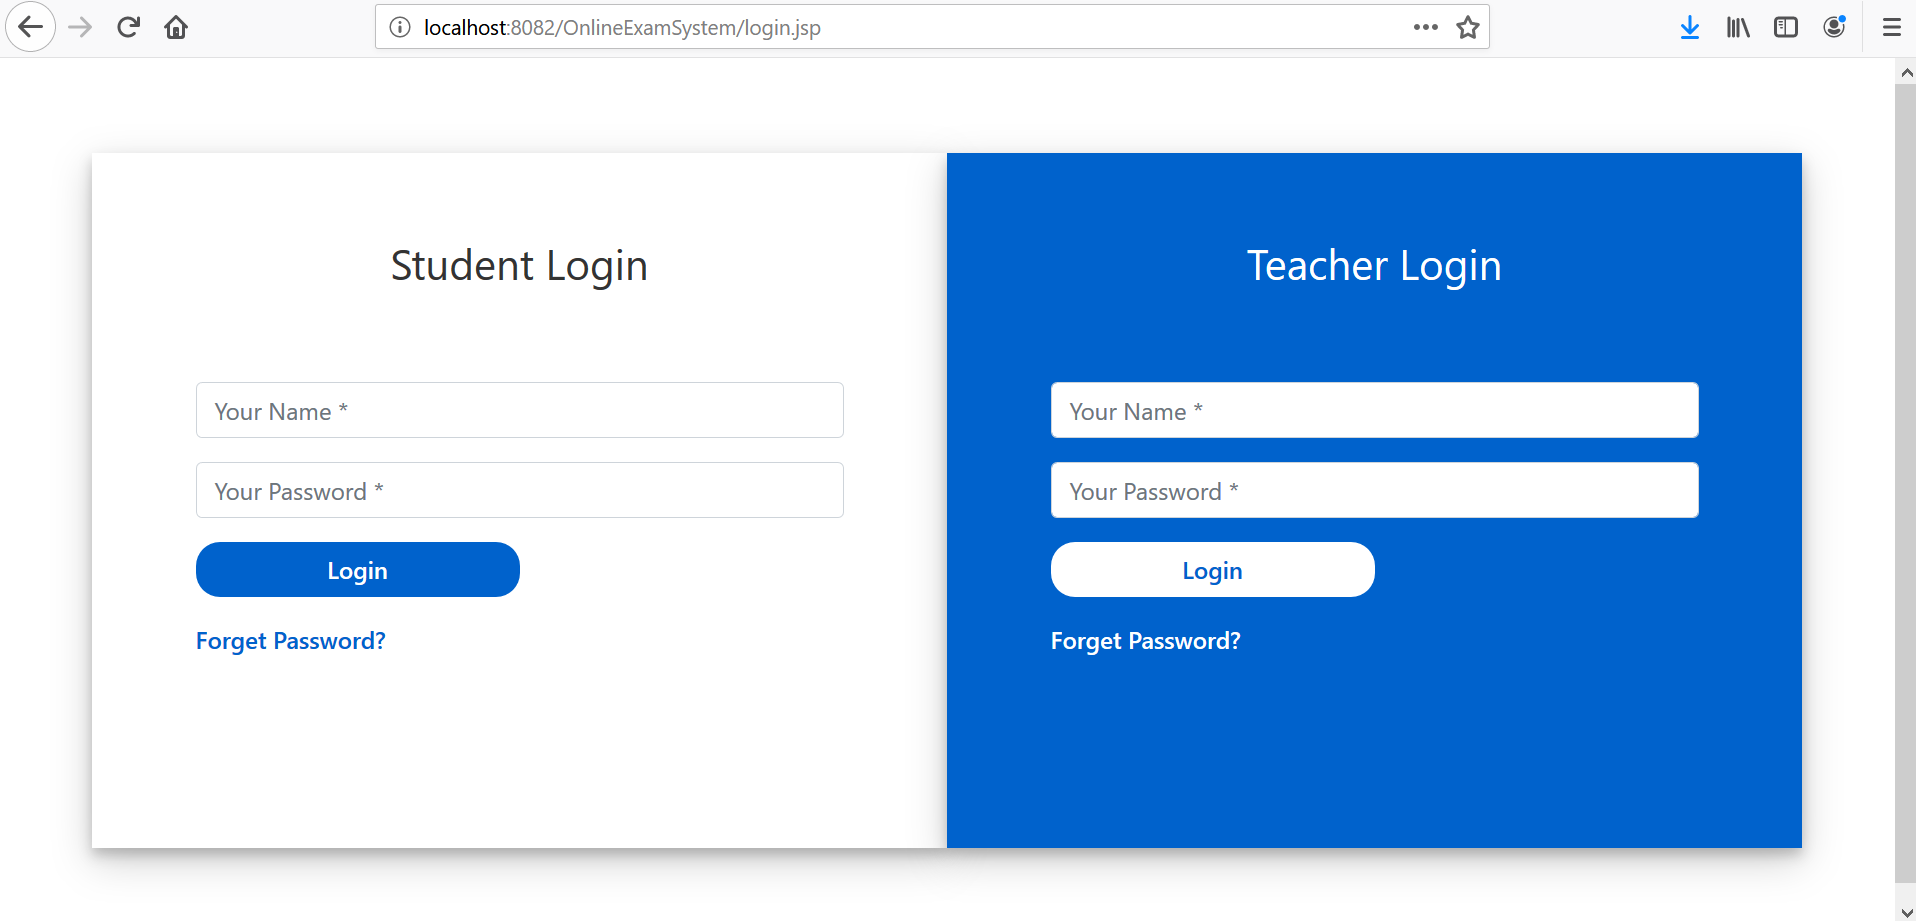 localhost:8082/OnlineExamSystem/login.jsp
Student Login
Your Name *
Your Password *
Login
Forget Password?
Teacher Login
Your Name *
Your Password *
Login
Forget Password?